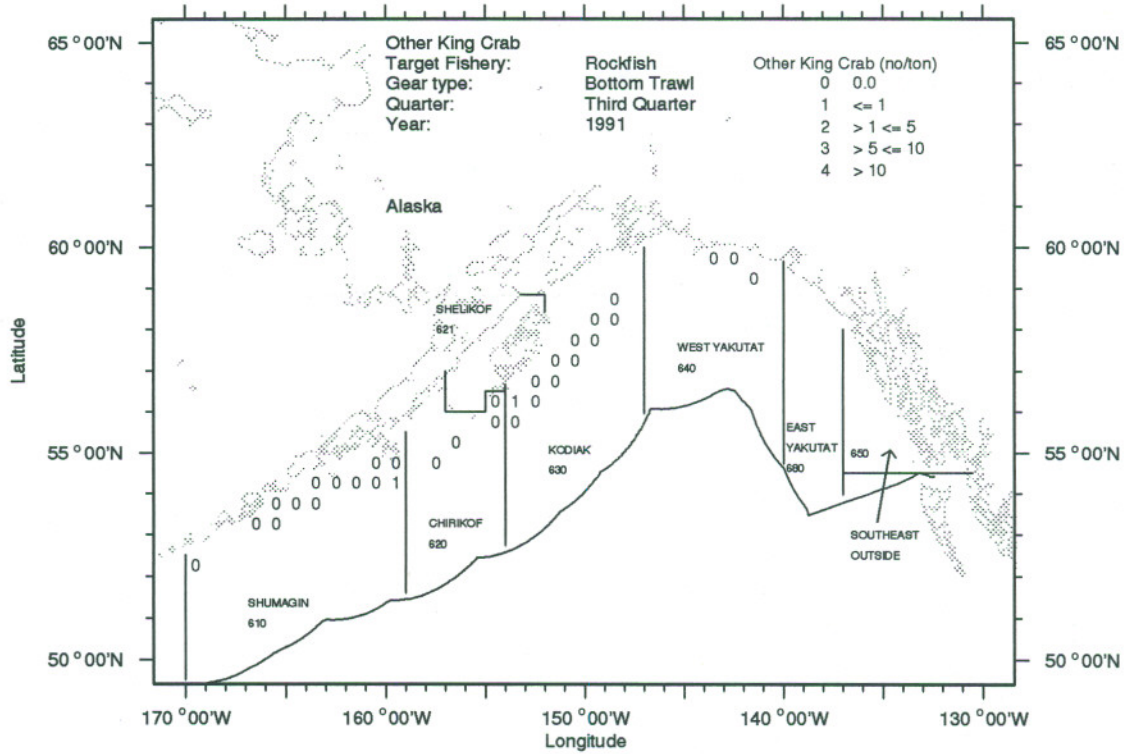 65°00'N 65°00'N
Other King Crab
Target Fishery: Rockfish
Gear type: Bottom Trawl
Quarter: Third Quarter
Year: 1991
Other King Crab (no/ton)
0 0.0
1 <= 1
2 > 1 <= 5
3 > 5 <= 10
4 > 10
Alaska
60°00'N 60°00'N
0 0
0
0
0 0
0 0
0 0
0 0
0 1 0
0 0
0
0 0 0
0 0 0 0 1
0 0 0
0 0
0
SHELIKOF
621
WEST YAKUTAT
640
EAST
YAKUTAT
680
650
55°00'N 55°00'N
KODIAK
630
CHIRIKOF
620
SOUTHEAST
OUTSIDE
SHUMAGIN
610
50°00'N 50°00'N
170°00'W 160°00'W 150°00'W 140°00'W 130°00'W
Longitude
Latitude